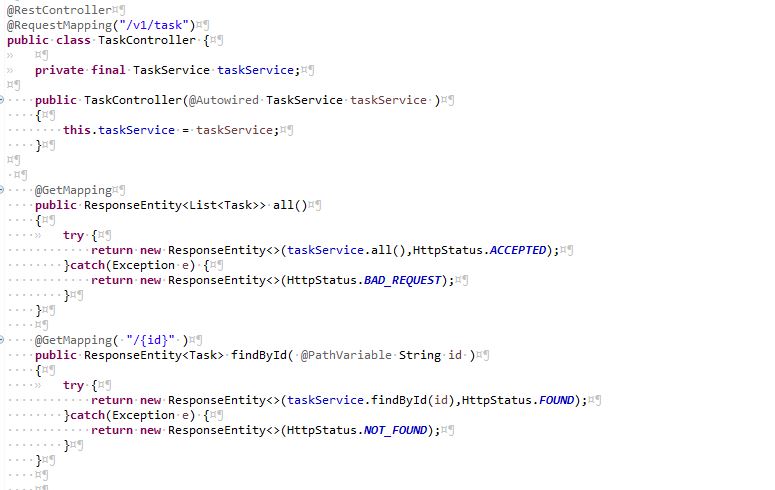 @RestController¤¶
@RequestMapping("/v1/task")¤¶
public·class·TaskController·{¤¶
»   ¤¶
»   private·final·TaskService·taskService;¤¶
¤¶
····public·TaskController(@Autowired·TaskService·taskService·)¤¶
····{¤¶
········this.taskService·=·taskService;¤¶
····}¤¶
¤¶
·¤¶
····@GetMapping¤¶
····public·ResponseEntity<List<Task>>·all()¤¶
····{¤¶
····»   try·{¤¶
············return·new·ResponseEntity<>(taskService.all(),HttpStatus.ACCEPTED);¤¶
········}catch(Exception·e)·{¤¶
············return·new·ResponseEntity<>(HttpStatus.BAD_REQUEST);¤¶
········}¤¶
····}¤¶
····¤¶
····@GetMapping(·"/{id}"·)¤¶
····public·ResponseEntity<Task>·findById(·@PathVariable·String·id·)¤¶
····{¤¶
····»   try·{¤¶
············return·new·ResponseEntity<>(taskService.findById(id),HttpStatus.FOUND);¤¶
········}catch(Exception·e)·{¤¶
············return·new·ResponseEntity<>(HttpStatus.NOT_FOUND);¤¶
········}¤¶
····}¤¶
····¤¶
····¤¶